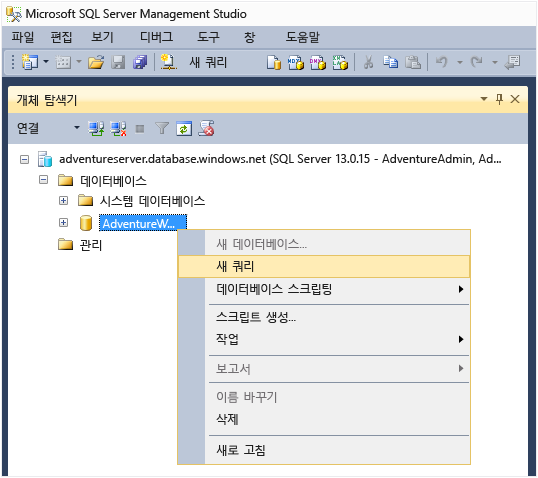 Microsoft SQL Server Management Studio
파일 편집 보기 디버그 도구 창 도움말
새 쿼리
개체 탐색기
연결
adventureserver.database.windows.net (SQL Server 13.0.15 - AdventureAdmin, Ad...
데이터베이스
시스템 데이터베이스
AdventureW...
관리
새 데이터베이스...
새 쿼리
데이터베이스 스크립팅
스크립트 생성...
작업
보고서
이름 바꾸기
삭제
새로 고침